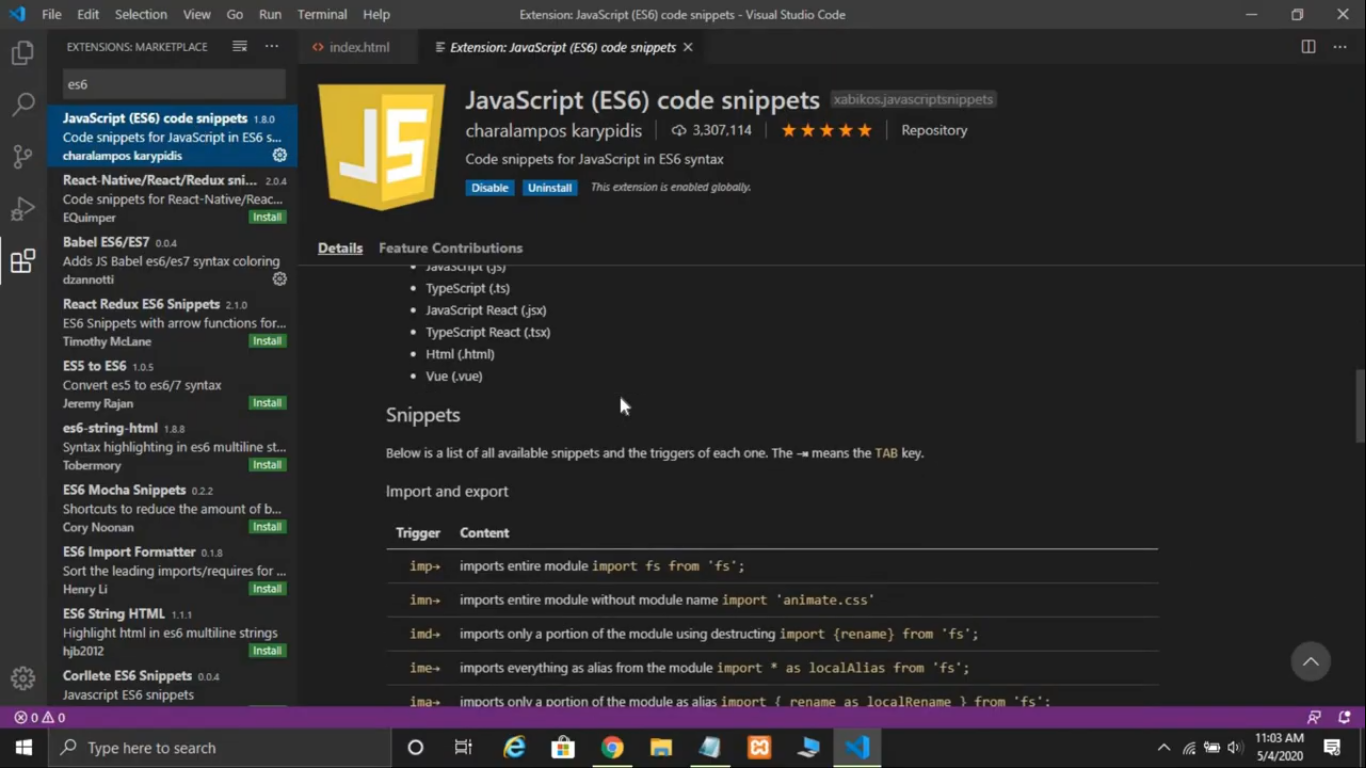 File Edit Selection View Go Run Terminal Help
Extension: JavaScript (ES6) code snippets - Visual Studio Code
EXTENSIONS: MARKETPLACE
es6
JavaScript (ES6) code snippets 1.8.0
Code snippets for JavaScript in ES6 s...
charalampos karypidis
React-Native/React/Redux sni... 2.0.4
Code snippets for React-Native/Reac...
EQuimper Install
Babel ES6/ES7 0.0.4
Adds JS Babel es6/es7 syntax coloring
dzannotti
React Redux ES6 Snippets 2.1.0
ES6 Snippets with arrow functions for...
Timothy McLane Install
ES5 to ES6 1.0.5
Convert es5 to es6/7 syntax
Jeremy Rajan Install
es6-string-html 1.8.8
Syntax highlighting in es6 multiline st...
Tobermory Install
ES6 Mocha Snippets 0.2.2
Shortcuts to reduce the amount of b...
Cory Noonan Install
ES6 Import Formatter 0.1.8
Sort the leading imports/requires for ...
Henry Li Install
ES6 String HTML 1.1.1
Highlight html in es6 multiline strings
hjb2012 Install
Corllete ES6 Snippets 0.0.4
Javascript ES6 snippets
index.html
Extension: JavaScript (ES6) code snippets
JS
JavaScript (ES6) code snippets xabikos.javascriptsnippets
charalampos karypidis 3,307,114 Repository
Code snippets for JavaScript in ES6 syntax
Disable Uninstall This extension is enabled globally.
Details Feature Contributions
JavaScript (.js)
TypeScript (.ts)
JavaScript React (.jsx)
TypeScript React (.tsx)
Html (.html)
Vue (.vue)
Snippets
Below is a list of all available snippets and the triggers of each one. The ⇥ means the TAB key.
Import and export
Trigger Content
imp→ imports entire module import fs from 'fs';
imn→ imports entire module without module name import 'animate.css'
imd→ imports only a portion of the module using destructing import {rename} from 'fs';
ime→ imports everything as alias from the module import * as localAlias from 'fs';
ima→ imports only a portion of the module as alias import { rename as localRename } from 'fs';
0 0
Type here to search
11:03 AM
5/4/2020